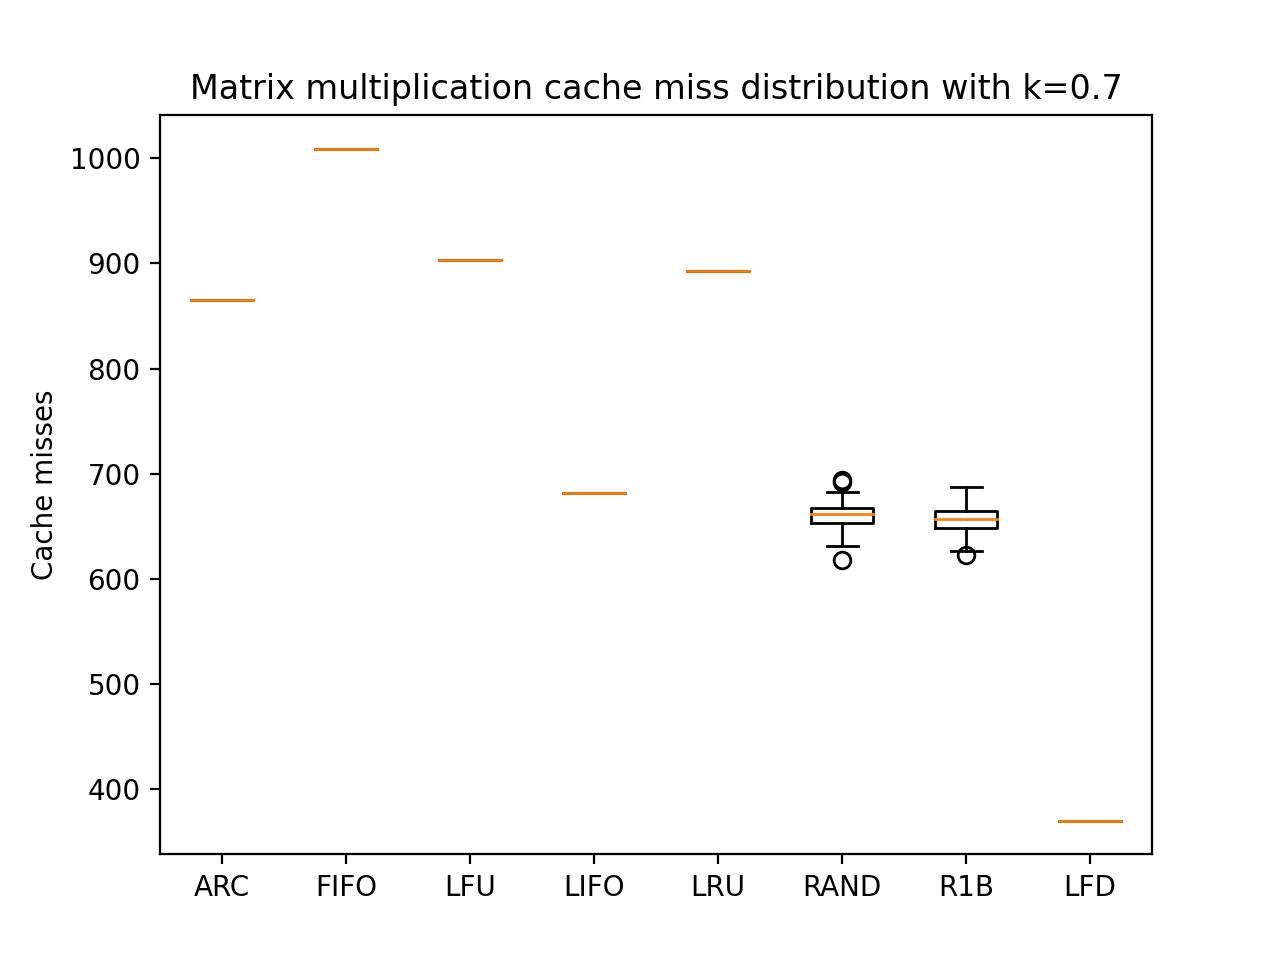 Matrix multiplication cache miss distribution with k=0.7
Cache misses
1000
900
800
700
600
500
400
ARC FIFO LFU LIFO LRU RAND R1B LFD